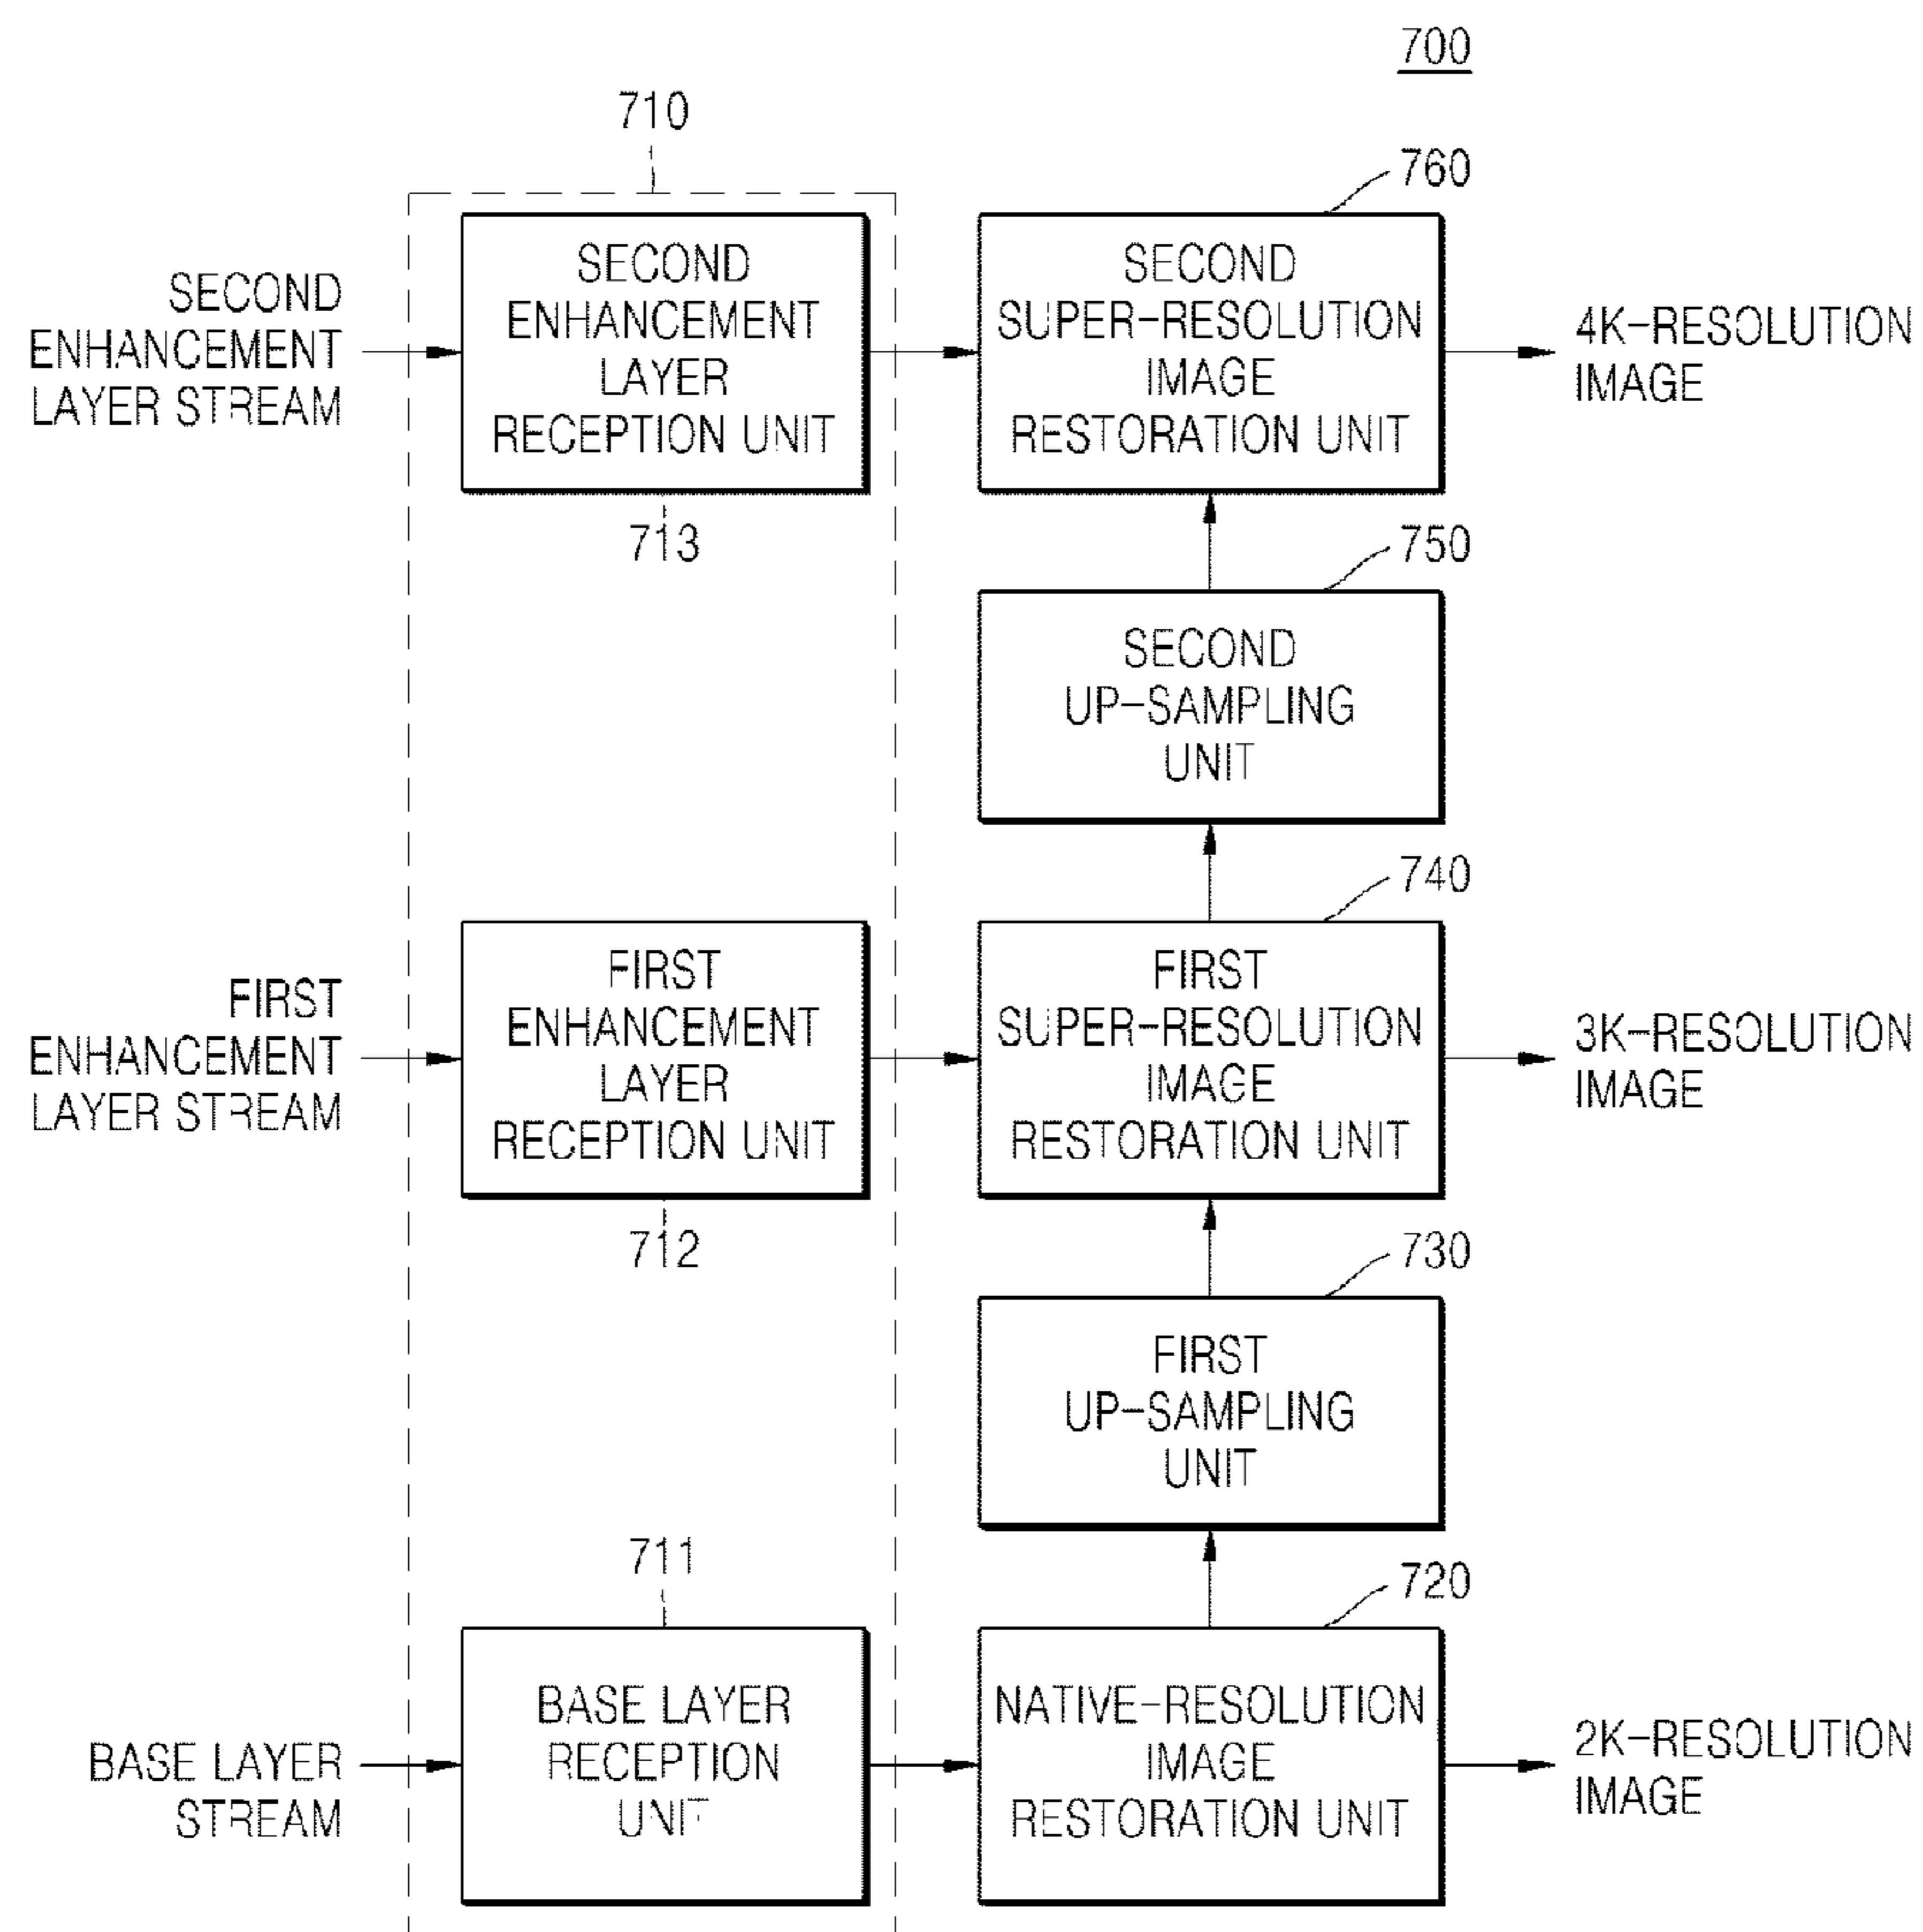 700
710
760
SECOND
ENHANCEMENT
LAYER STREAM
SECOND
ENHANCEMENT
LAYER
RECEPTION UNIT
SECOND
SUPER-RESOLUTION
IMAGE
RESTORATION UNIT
4K-RESOLUTION
IMAGE
713
750
SECOND
UP-SAMPLING
UNIT
740
FIRST
ENHANCEMENT
LAYER STREAM
FIRST
ENHANCEMENT
LAYER
RECEPTION UNIT
FIRST
SUPER-RESOLUTION
IMAGE
RESTORATION UNIT
3K-RESOLUTION
IMAGE
712
730
FIRST
UP-SAMPLING
UNIT
711
720
BASE LAYER
STREAM
BASE LAYER
RECEPTION
UNIT
NATIVE-RESOLUTION
IMAGE
RESTORATION UNIT
2K-RESOLUTION
IMAGE